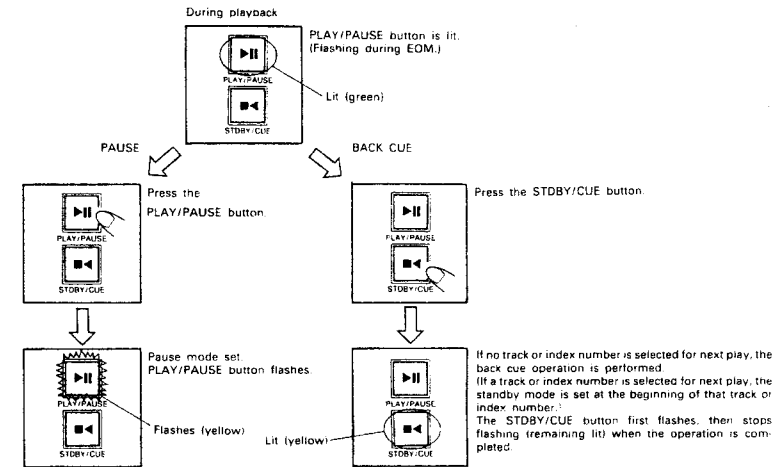 During playback
PLAY/PAUSE button is lit.
(Flashing during EOM.)
PLAY/PAUSE
Lit (green)
STDBY/CUE
PAUSE
BACK CUE
Press the
PLAY/PAUSE button.
PLAY/PAUSE
STDBY/CUE
Press the STDBY/CUE button.
PLAY/PAUSE
STDBY/CUE
Pause mode set.
PLAY/PAUSE button flashes.
PLAY/PAUSE
Flashes (yellow)
STDBY/CUE
If no track or index number is selected for next play, the
back cue operation is performed.
(If a track or index number is selected for next play, the
standby mode is set at the beginning of that track or
index number.)
The STDBY/CUE button first flashes, then stops
flashing (remaining lit) when the operation is com-
pleted.
PLAY/PAUSE
Lit (yellow)
STDBY/CUE